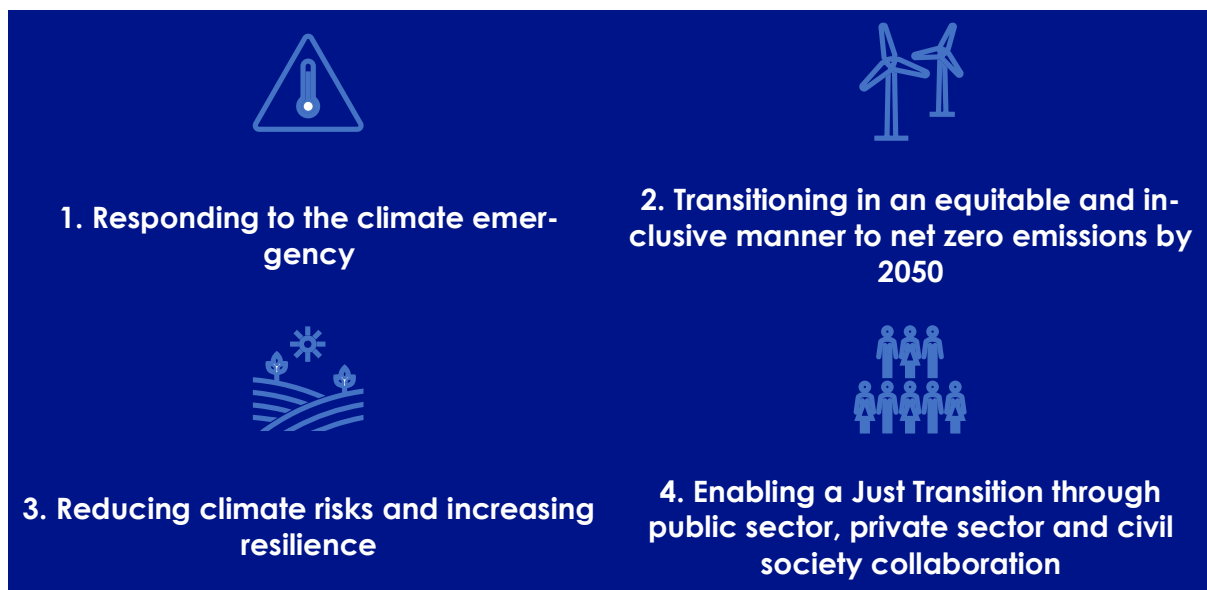 1. Responding to the climate emer-
gency
2. Transitioning in an equitable and in-
clusive manner to net zero emissions by
2050
3. Reducing climate risks and increasing
resilience
4. Enabling a Just Transition through
public sector, private sector and civil
society collaboration